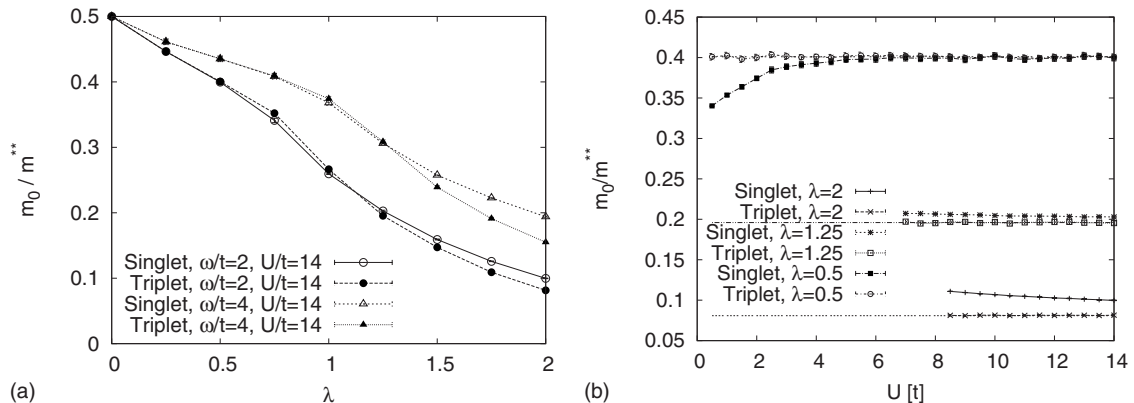 0.5
0.4
0.3
0.2
0.1
0
m₀ / m**
Singlet, ω/t=2, U/t=14
Triplet, ω/t=2, U/t=14
Singlet, ω/t=4, U/t=14
Triplet, ω/t=4, U/t=14
0 0.5 1 1.5 2
(a)
λ
0.45
0.4
0.35
0.3
0.25
0.2
0.15
0.1
0.05
m₀/m**
Singlet, λ=2
Triplet, λ=2
Singlet, λ=1.25
Triplet, λ=1.25
Singlet, λ=0.5
Triplet, λ=0.5
0 2 4 6 8 10 12 14
(b)
U [t]